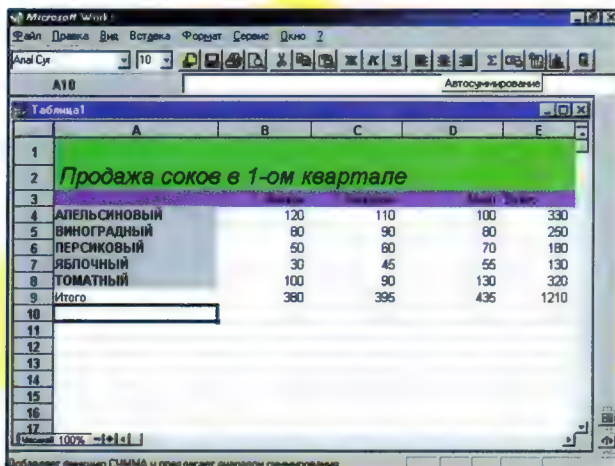 Microsoft Works
Файл Правка Вид Вставка Формат Сервис Окно ?
Arial Cyr 10 Ж К Ч Σ
A10
Автосуммирование
Таблица1
A B C D E
1
2 Продажа соков в 1-ом квартале
3
4 АПЕЛЬСИНОВЫЙ 120 110 100 330
5 ВИНОГРАДНЫЙ 80 90 80 250
6 ПЕРСИКОВЫЙ 50 60 70 180
7 ЯБЛОЧНЫЙ 30 45 55 130
8 ТОМАТНЫЙ 100 90 130 320
9 Итого 380 395 435 1210
10
11
12
13
14
15
16
17
100%
Добавляет функцию СУММА и предлагает диапазон суммирования